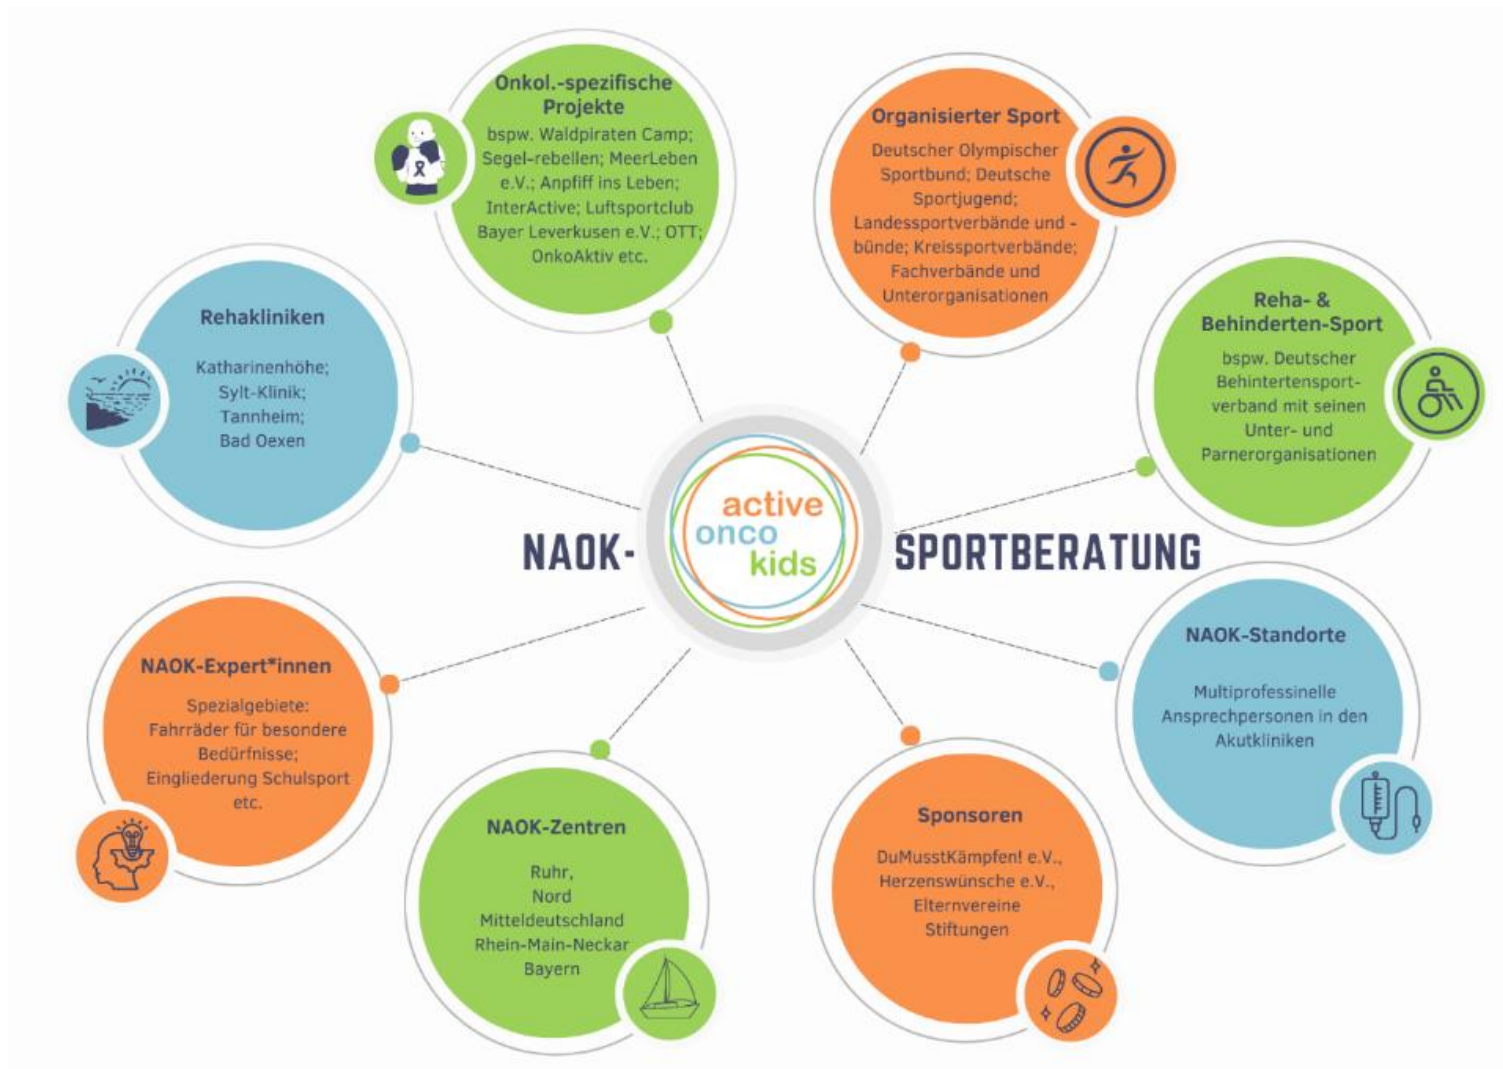 Onkol.-spezifische
Projekte
bspw. Waldpiraten Camp;
Segel-rebellen; MeerLeben
e.V.; Anpfiff ins Leben;
InterActive; Luftsportclub
Bayer Leverkusen e.V.; OTT;
OnkoAktiv etc.
Organisierter Sport
Deutscher Olympischer
Sportbund; Deutsche
Sportjugend;
Landessportverbände und -
bünde; Kreissportverbände;
Fachverbände und
Unterorganisationen
Rehakliniken
Katharinenhöhe;
Sylt-Klinik;
Tannheim;
Bad Oexen
Reha- &
Behinderten-Sport
bspw. Deutscher
Behintertensport-
verband mit seinen
Unter- und
Parnerorganisationen
NAOK-
active
onco
kids
SPORTBERATUNG
NAOK-Expert*innen
Spezialgebiete:
Fahrräder für besondere
Bedürfnisse;
Eingliederung Schulsport
etc.
NAOK-Standorte
Multiprofessinelle
Ansprechpersonen in den
Akutkliniken
NAOK-Zentren
Ruhr,
Nord
Mitteldeutschland
Rhein-Main-Neckar
Bayern
Sponsoren
DuMusstKämpfen! e.V.,
Herzenswünsche e.V.,
Elternvereine
Stiftungen